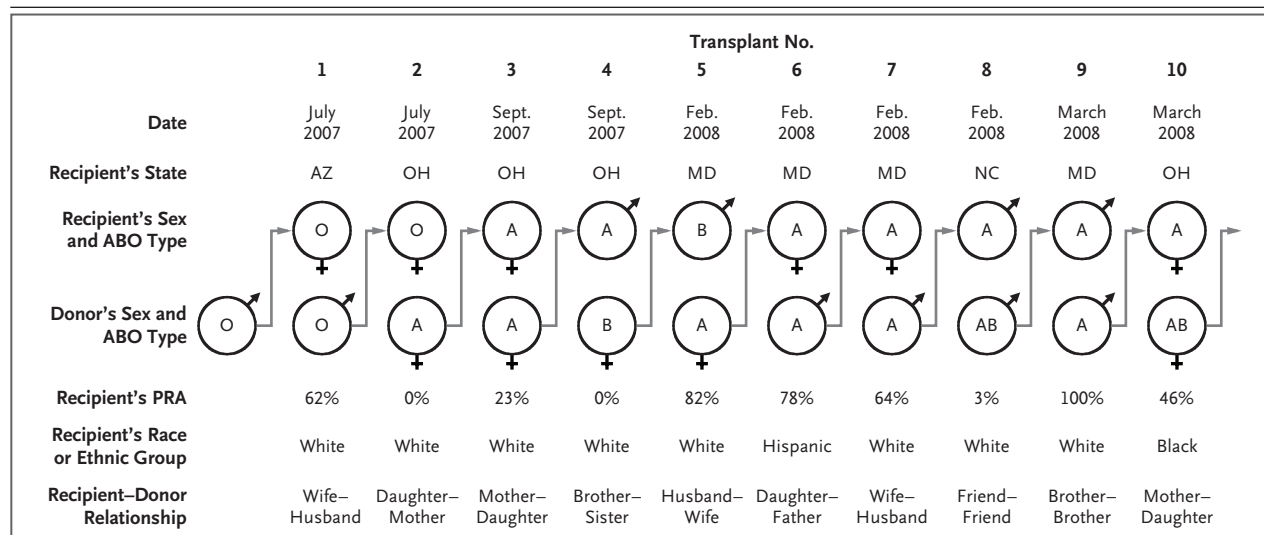 Transplant No.
1 2 3 4 5 6 7 8 9 10
Date July 2007 July 2007 Sept. 2007 Sept. 2007 Feb. 2008 Feb. 2008 Feb. 2008 Feb. 2008 March 2008 March 2008
Recipient's State AZ OH OH OH MD MD MD NC MD OH
Recipient's Sex and ABO Type O O A A B A A A A A
Donor's Sex and ABO Type O O A A B A A A AB A AB
Recipient's PRA 62% 0% 23% 0% 82% 78% 64% 3% 100% 46%
Recipient's Race or Ethnic Group White White White White White Hispanic White White White Black
Recipient–Donor Relationship Wife–Husband Daughter–Mother Mother–Daughter Brother–Sister Husband–Wife Daughter–Father Wife–Husband Friend–Friend Brother–Brother Mother–Daughter